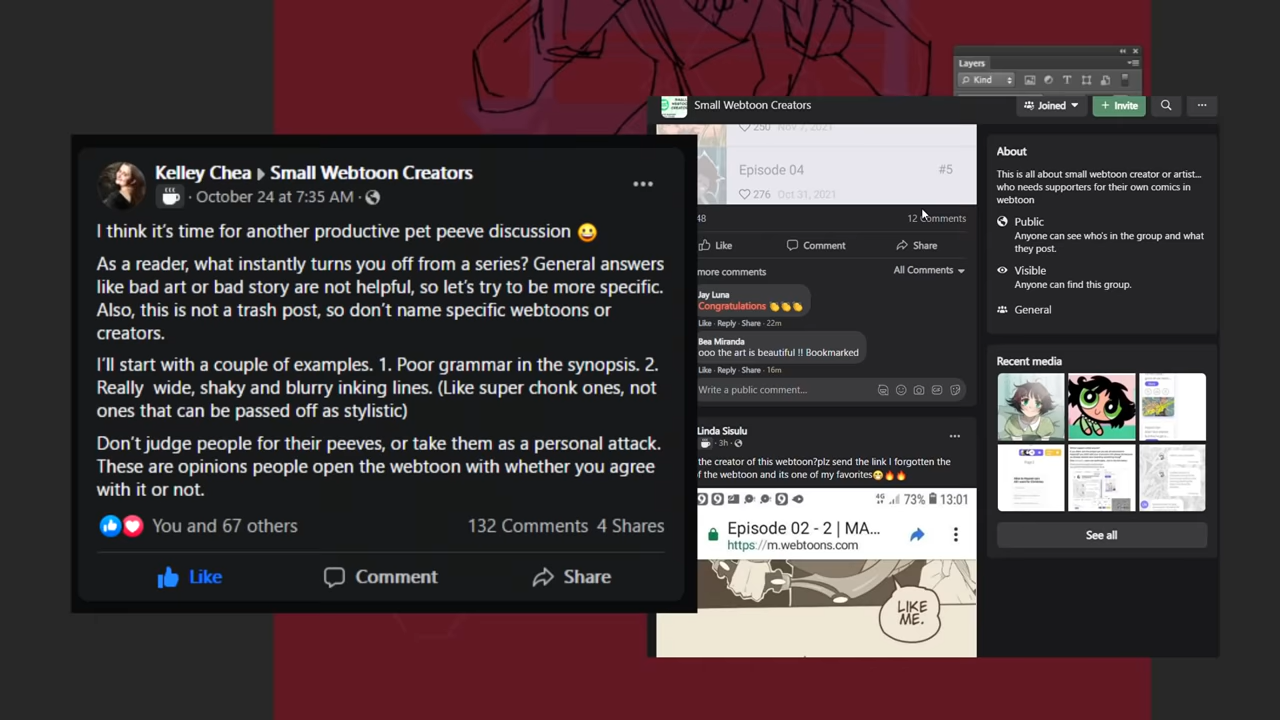 Layers
Kind
Kelley Chea ▸ Small Webtoon Creators
October 24 at 7:35 AM ·
I think it's time for another productive pet peeve discussion 😀
As a reader, what instantly turns you off from a series? General answers
like bad art or bad story are not helpful, so let's try to be more specific.
Also, this is not a trash post, so don't name specific webtoons or
creators.
I'll start with a couple of examples. 1. Poor grammar in the synopsis. 2.
Really wide, shaky and blurry inking lines. (Like super chonk ones, not
ones that can be passed off as stylistic)
Don't judge people for their peeves, or take them as a personal attack.
These are opinions people open the webtoon with whether you agree
with it or not.
You and 67 others
132 Comments 4 Shares
Like Comment Share
Small Webtoon Creators
Joined
+ Invite
250 Nov 7, 2021
Episode 04 #5
276 Oct 31, 2021
48
12 Comments
Like Comment Share
more comments
All Comments
Jay Luna
Congratulations 👏👏👏
Like · Reply · Share · 22m
Bea Miranda
ooo the art is beautiful !! Bookmarked
Like · Reply · Share · 16m
Write a public comment...
Linda Sisulu
· 3h ·
the creator of this webtoon?plz send the link I forgotten the
of the webtoon and its one of my favorites😁🔥🔥
4G 73% 13:01
Episode 02 - 2 | MA...
https://m.webtoons.com
LIKE
ME.
About
This is all about small webtoon creator or artist...
who needs supporters for their own comics in
webtoon
Public
Anyone can see who's in the group and what
they post.
Visible
Anyone can find this group.
General
Recent media
See all